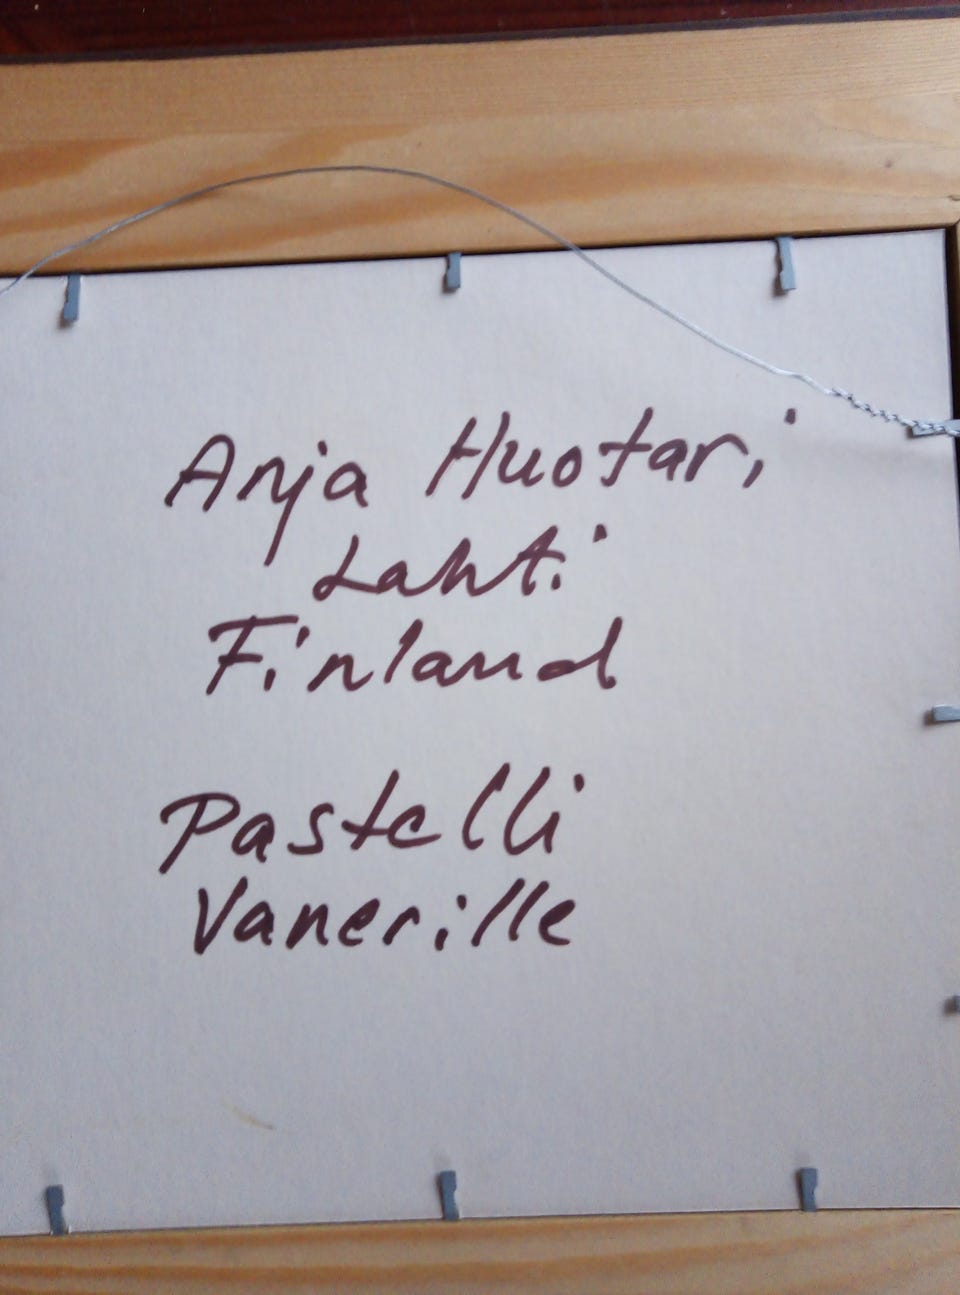 Anja Huotari
Lahti
Finland
Pastelli
Vanerille